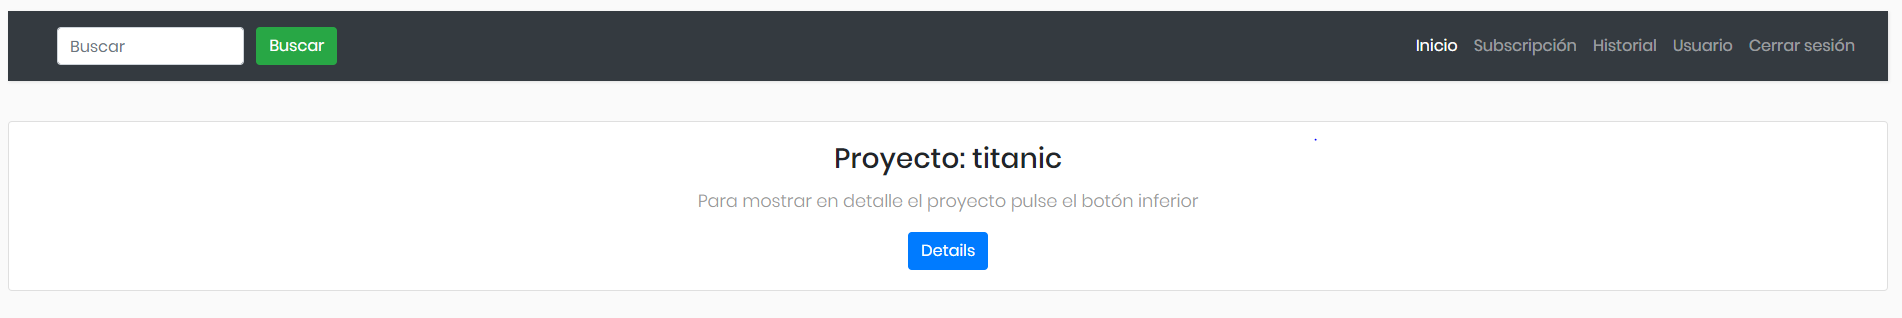 Buscar Buscar Inicio Subscripción Historial Usuario Cerrar sesión
Proyecto: titanic
Para mostrar en detalle el proyecto pulse el botón inferior
Details